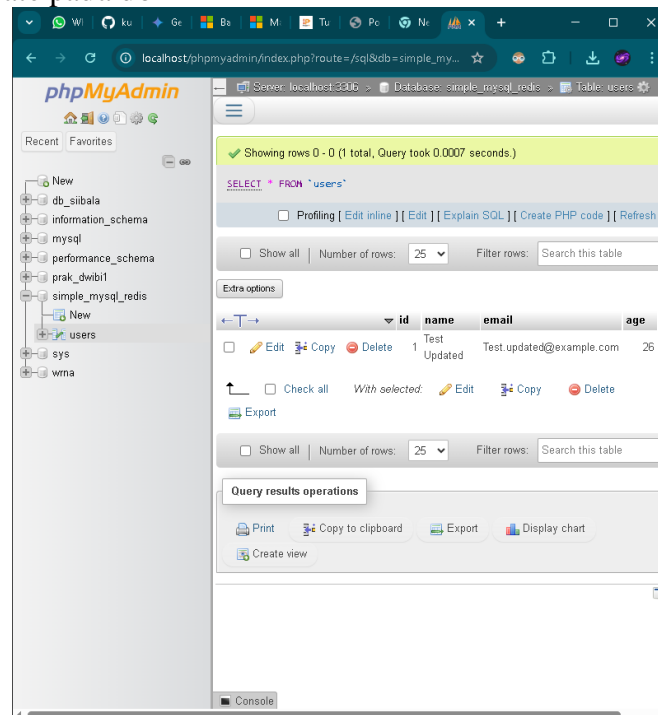 WI
ku
Ge
Ba
M
Tu
Po
Ne
localhost/phpmyadmin/index.php?route=/sql&db=simple_my...
phpMyAdmin
Recent Favorites
New
db_siibala
information_schema
mysql
performance_schema
prak_dwibi1
simple_mysql_redis
New
users
sys
wrna
Server: localhost:3306 > Database: simple_mysql_redis > Table: users
Showing rows 0 - 0 (1 total, Query took 0.0007 seconds.)
SELECT * FROM `users`
Profiling [ Edit inline ] [ Edit ] [ Explain SQL ] [ Create PHP code ] [ Refresh
Show all | Number of rows: 25 Filter rows: Search this table
Extra options
←T→ id name email age
Edit Copy Delete 1 Test Updated Test.updated@example.com 26
Check all With selected: Edit Copy Delete
Export
Show all | Number of rows: 25 Filter rows: Search this table
Query results operations
Print Copy to clipboard Export Display chart
Create view
Console